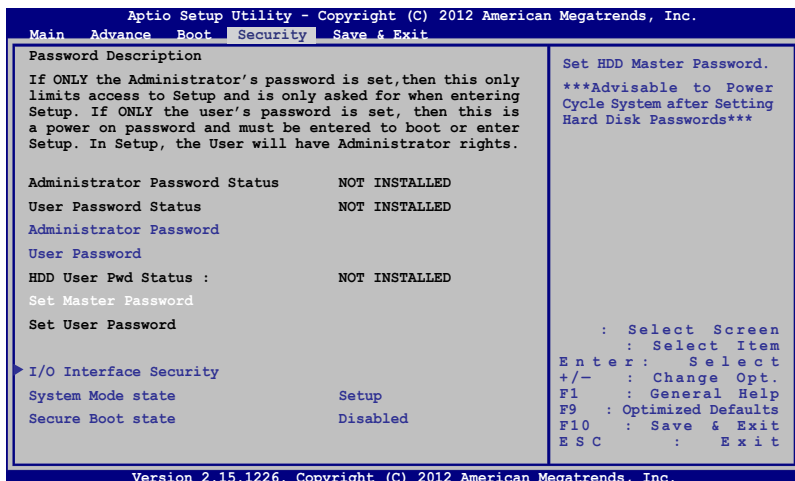 Aptio Setup Utility - Copyright (C) 2012 American Megatrends, Inc.
Main Advance Boot Security Save & Exit
Password Description
If ONLY the Administrator's password is set,then this only
limits access to Setup and is only asked for when entering
Setup. If ONLY the user's password is set, then this is
a power on password and must be entered to boot or enter
Setup. In Setup, the User will have Administrator rights.
Administrator Password Status NOT INSTALLED
User Password Status NOT INSTALLED
Administrator Password
User Password
HDD User Pwd Status : NOT INSTALLED
Set Master Password
Set User Password
I/O Interface Security
System Mode state Setup
Secure Boot state Disabled
Set HDD Master Password.
***Advisable to Power
Cycle System after Setting
Hard Disk Passwords***
: Select Screen
: Select Item
Enter: Select
+/— : Change Opt.
F1 : General Help
F9 : Optimized Defaults
F10 : Save & Exit
ESC : Exit
Version 2.15.1226. Copyright (C) 2012 American Megatrends, Inc.